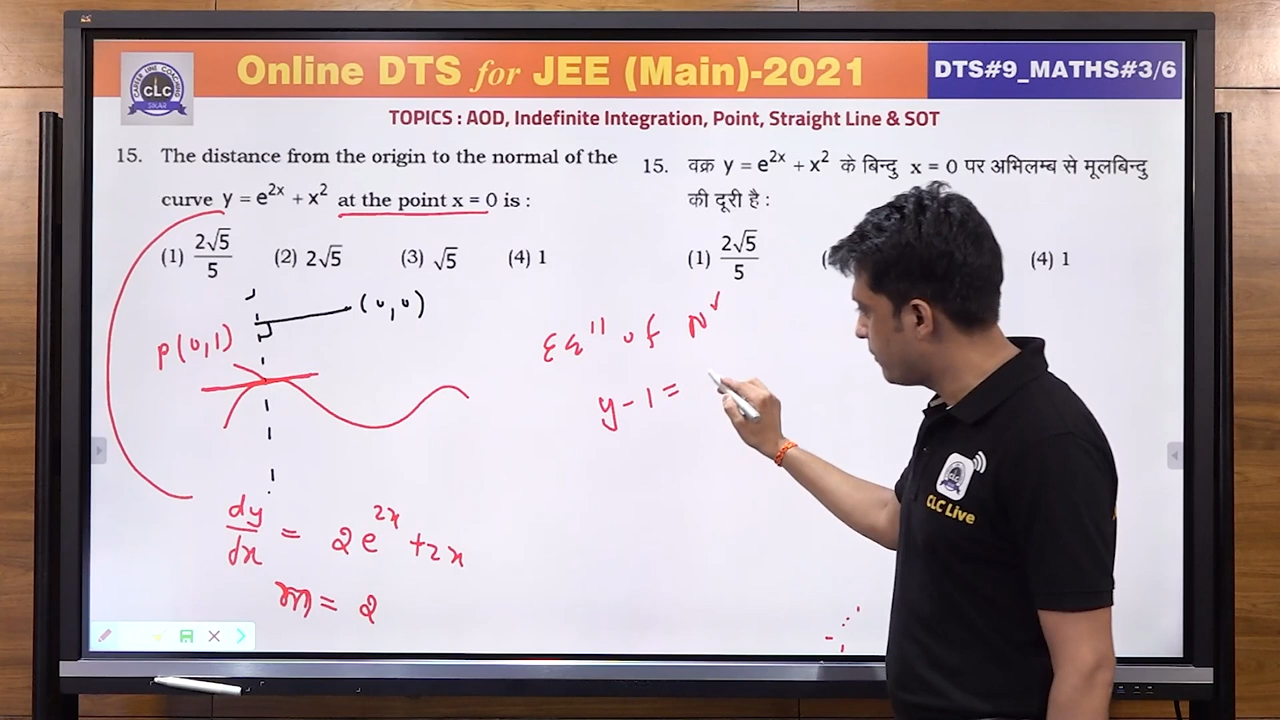 Online DTS for JEE (Main)-2021
DTS#9_MATHS#3/6
CAREER LINE COACHING
CLC
SIKAR
TOPICS : AOD, Indefinite Integration, Point, Straight Line & SOT
15. The distance from the origin to the normal of the
curve y = e^2x + x^2 at the point x = 0 is :
(1) 2√5/5 (2) 2√5 (3) √5 (4) 1
15. वक्र y = e^2x + x^2 के बिन्दु x = 0 पर अभिलम्ब से मूलबिन्दु
की दूरी है :
(1) 2√5/5 (4) 1
(0,0)
P(0,1)
dy/dx = 2e^2x + 2x
m = 2
Eq^n of N^r
y - 1 =
CLC Live